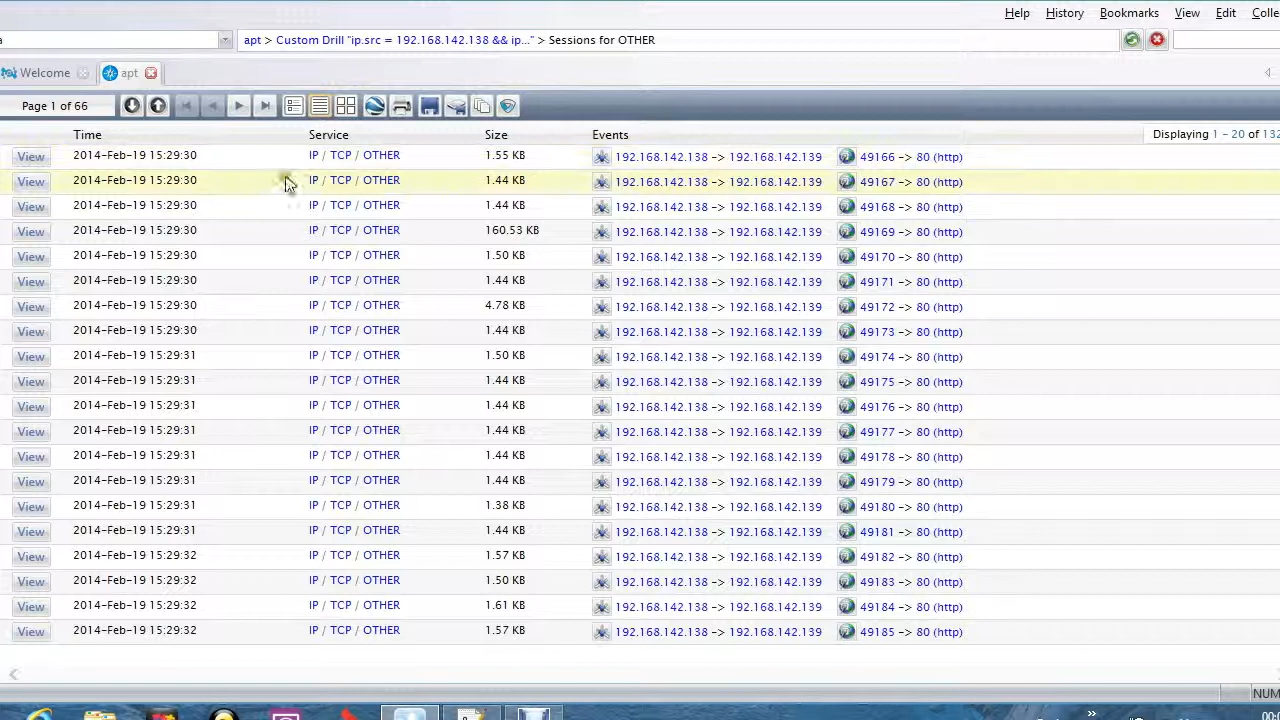 Help History Bookmarks View Edit Colle
a apt > Custom Drill "ip.src = 192.168.142.138 && ip..." > Sessions for OTHER
Welcome apt
Page 1 of 66
Time Service Size Events Displaying 1 - 20 of 132
View 2014-Feb-19 15:29:30 IP / TCP / OTHER 1.55 KB 192.168.142.138 -> 192.168.142.139 49166 -> 80 (http)
View 2014-Feb-19 15:29:30 IP / TCP / OTHER 1.44 KB 192.168.142.138 -> 192.168.142.139 49167 -> 80 (http)
View 2014-Feb-19 15:29:30 IP / TCP / OTHER 1.44 KB 192.168.142.138 -> 192.168.142.139 49168 -> 80 (http)
View 2014-Feb-19 15:29:30 IP / TCP / OTHER 160.53 KB 192.168.142.138 -> 192.168.142.139 49169 -> 80 (http)
View 2014-Feb-19 15:29:30 IP / TCP / OTHER 1.50 KB 192.168.142.138 -> 192.168.142.139 49170 -> 80 (http)
View 2014-Feb-19 15:29:30 IP / TCP / OTHER 1.44 KB 192.168.142.138 -> 192.168.142.139 49171 -> 80 (http)
View 2014-Feb-19 15:29:30 IP / TCP / OTHER 4.78 KB 192.168.142.138 -> 192.168.142.139 49172 -> 80 (http)
View 2014-Feb-19 15:29:30 IP / TCP / OTHER 1.44 KB 192.168.142.138 -> 192.168.142.139 49173 -> 80 (http)
View 2014-Feb-19 15:29:31 IP / TCP / OTHER 1.50 KB 192.168.142.138 -> 192.168.142.139 49174 -> 80 (http)
View 2014-Feb-19 15:29:31 IP / TCP / OTHER 1.44 KB 192.168.142.138 -> 192.168.142.139 49175 -> 80 (http)
View 2014-Feb-19 15:29:31 IP / TCP / OTHER 1.44 KB 192.168.142.138 -> 192.168.142.139 49176 -> 80 (http)
View 2014-Feb-19 15:29:31 IP / TCP / OTHER 1.44 KB 192.168.142.138 -> 192.168.142.139 49177 -> 80 (http)
View 2014-Feb-19 15:29:31 IP / TCP / OTHER 1.44 KB 192.168.142.138 -> 192.168.142.139 49178 -> 80 (http)
View 2014-Feb-19 15:29:31 IP / TCP / OTHER 1.44 KB 192.168.142.138 -> 192.168.142.139 49179 -> 80 (http)
View 2014-Feb-19 15:29:31 IP / TCP / OTHER 1.38 KB 192.168.142.138 -> 192.168.142.139 49180 -> 80 (http)
View 2014-Feb-19 15:29:31 IP / TCP / OTHER 1.44 KB 192.168.142.138 -> 192.168.142.139 49181 -> 80 (http)
View 2014-Feb-19 15:29:32 IP / TCP / OTHER 1.57 KB 192.168.142.138 -> 192.168.142.139 49182 -> 80 (http)
View 2014-Feb-19 15:29:32 IP / TCP / OTHER 1.50 KB 192.168.142.138 -> 192.168.142.139 49183 -> 80 (http)
View 2014-Feb-19 15:29:32 IP / TCP / OTHER 1.61 KB 192.168.142.138 -> 192.168.142.139 49184 -> 80 (http)
View 2014-Feb-19 15:29:32 IP / TCP / OTHER 1.57 KB 192.168.142.138 -> 192.168.142.139 49185 -> 80 (http)
NUM